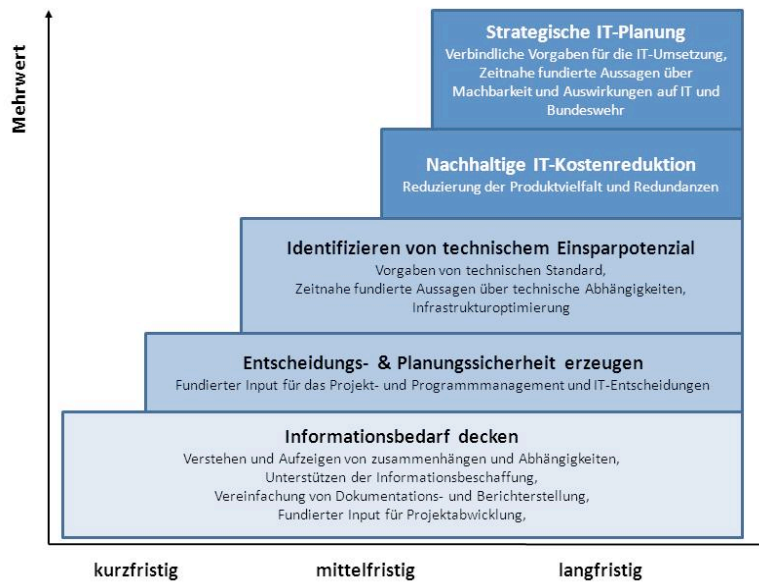 Mehrwert
Strategische IT-Planung
Verbindliche Vorgaben für die IT-Umsetzung,
Zeitnahe fundierte Aussagen über
Machbarkeit und Auswirkungen auf IT und
Bundeswehr
Nachhaltige IT-Kostenreduktion
Reduzierung der Produktvielfalt und Redundanzen
Identifizieren von technischem Einsparpotenzial
Vorgaben von technischen Standard,
Zeitnahe fundierte Aussagen über technische Abhängigkeiten,
Infrastrukturoptimierung
Entscheidungs- & Planungssicherheit erzeugen
Fundierter Input für das Projekt- und Programmmanagement und IT-Entscheidungen
Informationsbedarf decken
Verstehen und Aufzeigen von zusammenhängen und Abhängigkeiten,
Unterstützen der Informationsbeschaffung,
Vereinfachung von Dokumentations- und Berichterstellung,
Fundierter Input für Projektabwicklung,
kurzfristig mittelfristig langfristig